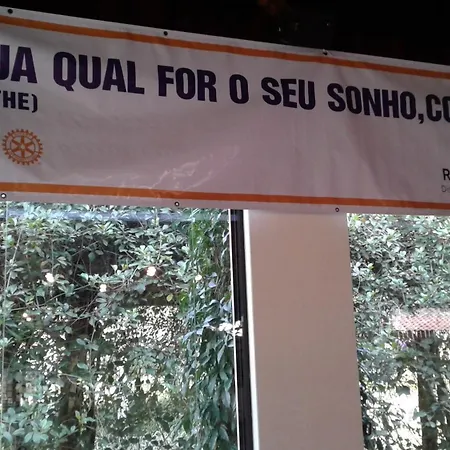 JA QUAL FOR O SEU SONHO,CO
THE)
R